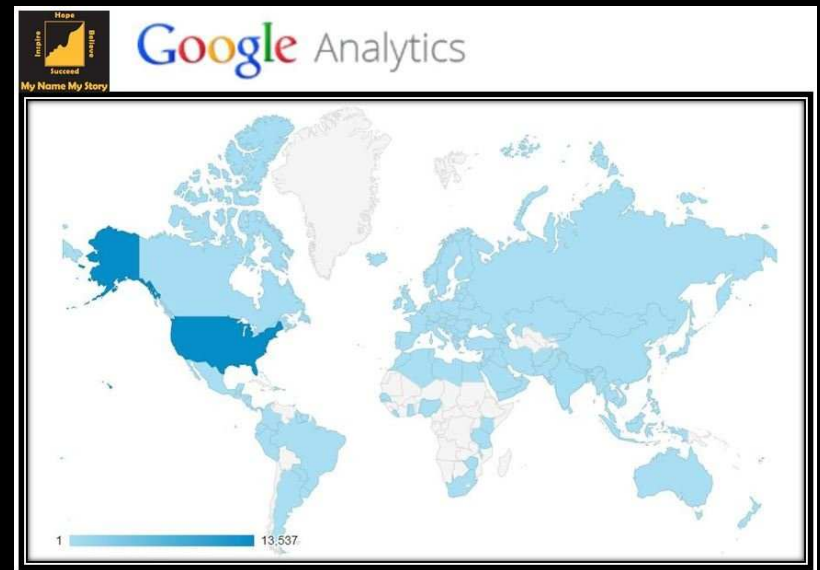 Hope
Inspire
Believe
Succeed
My Name My Story
Google Analytics
1
13,537